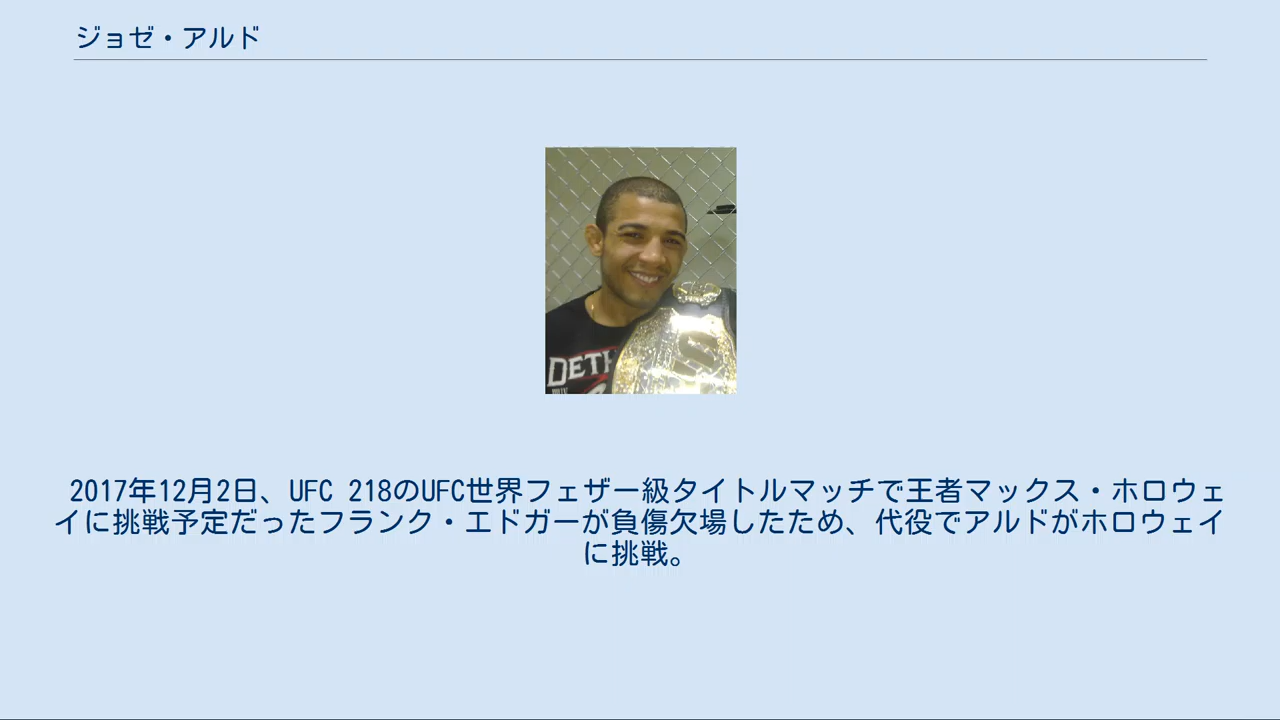 ジョゼ・アルド
DETR
2017年12月2日、UFC 218のUFC世界フェザー級タイトルマッチで王者マックス・ホロウェ
イに挑戦予定だったフランク・エドガーが負傷欠場したため、代役でアルドがホロウェイ
に挑戦。